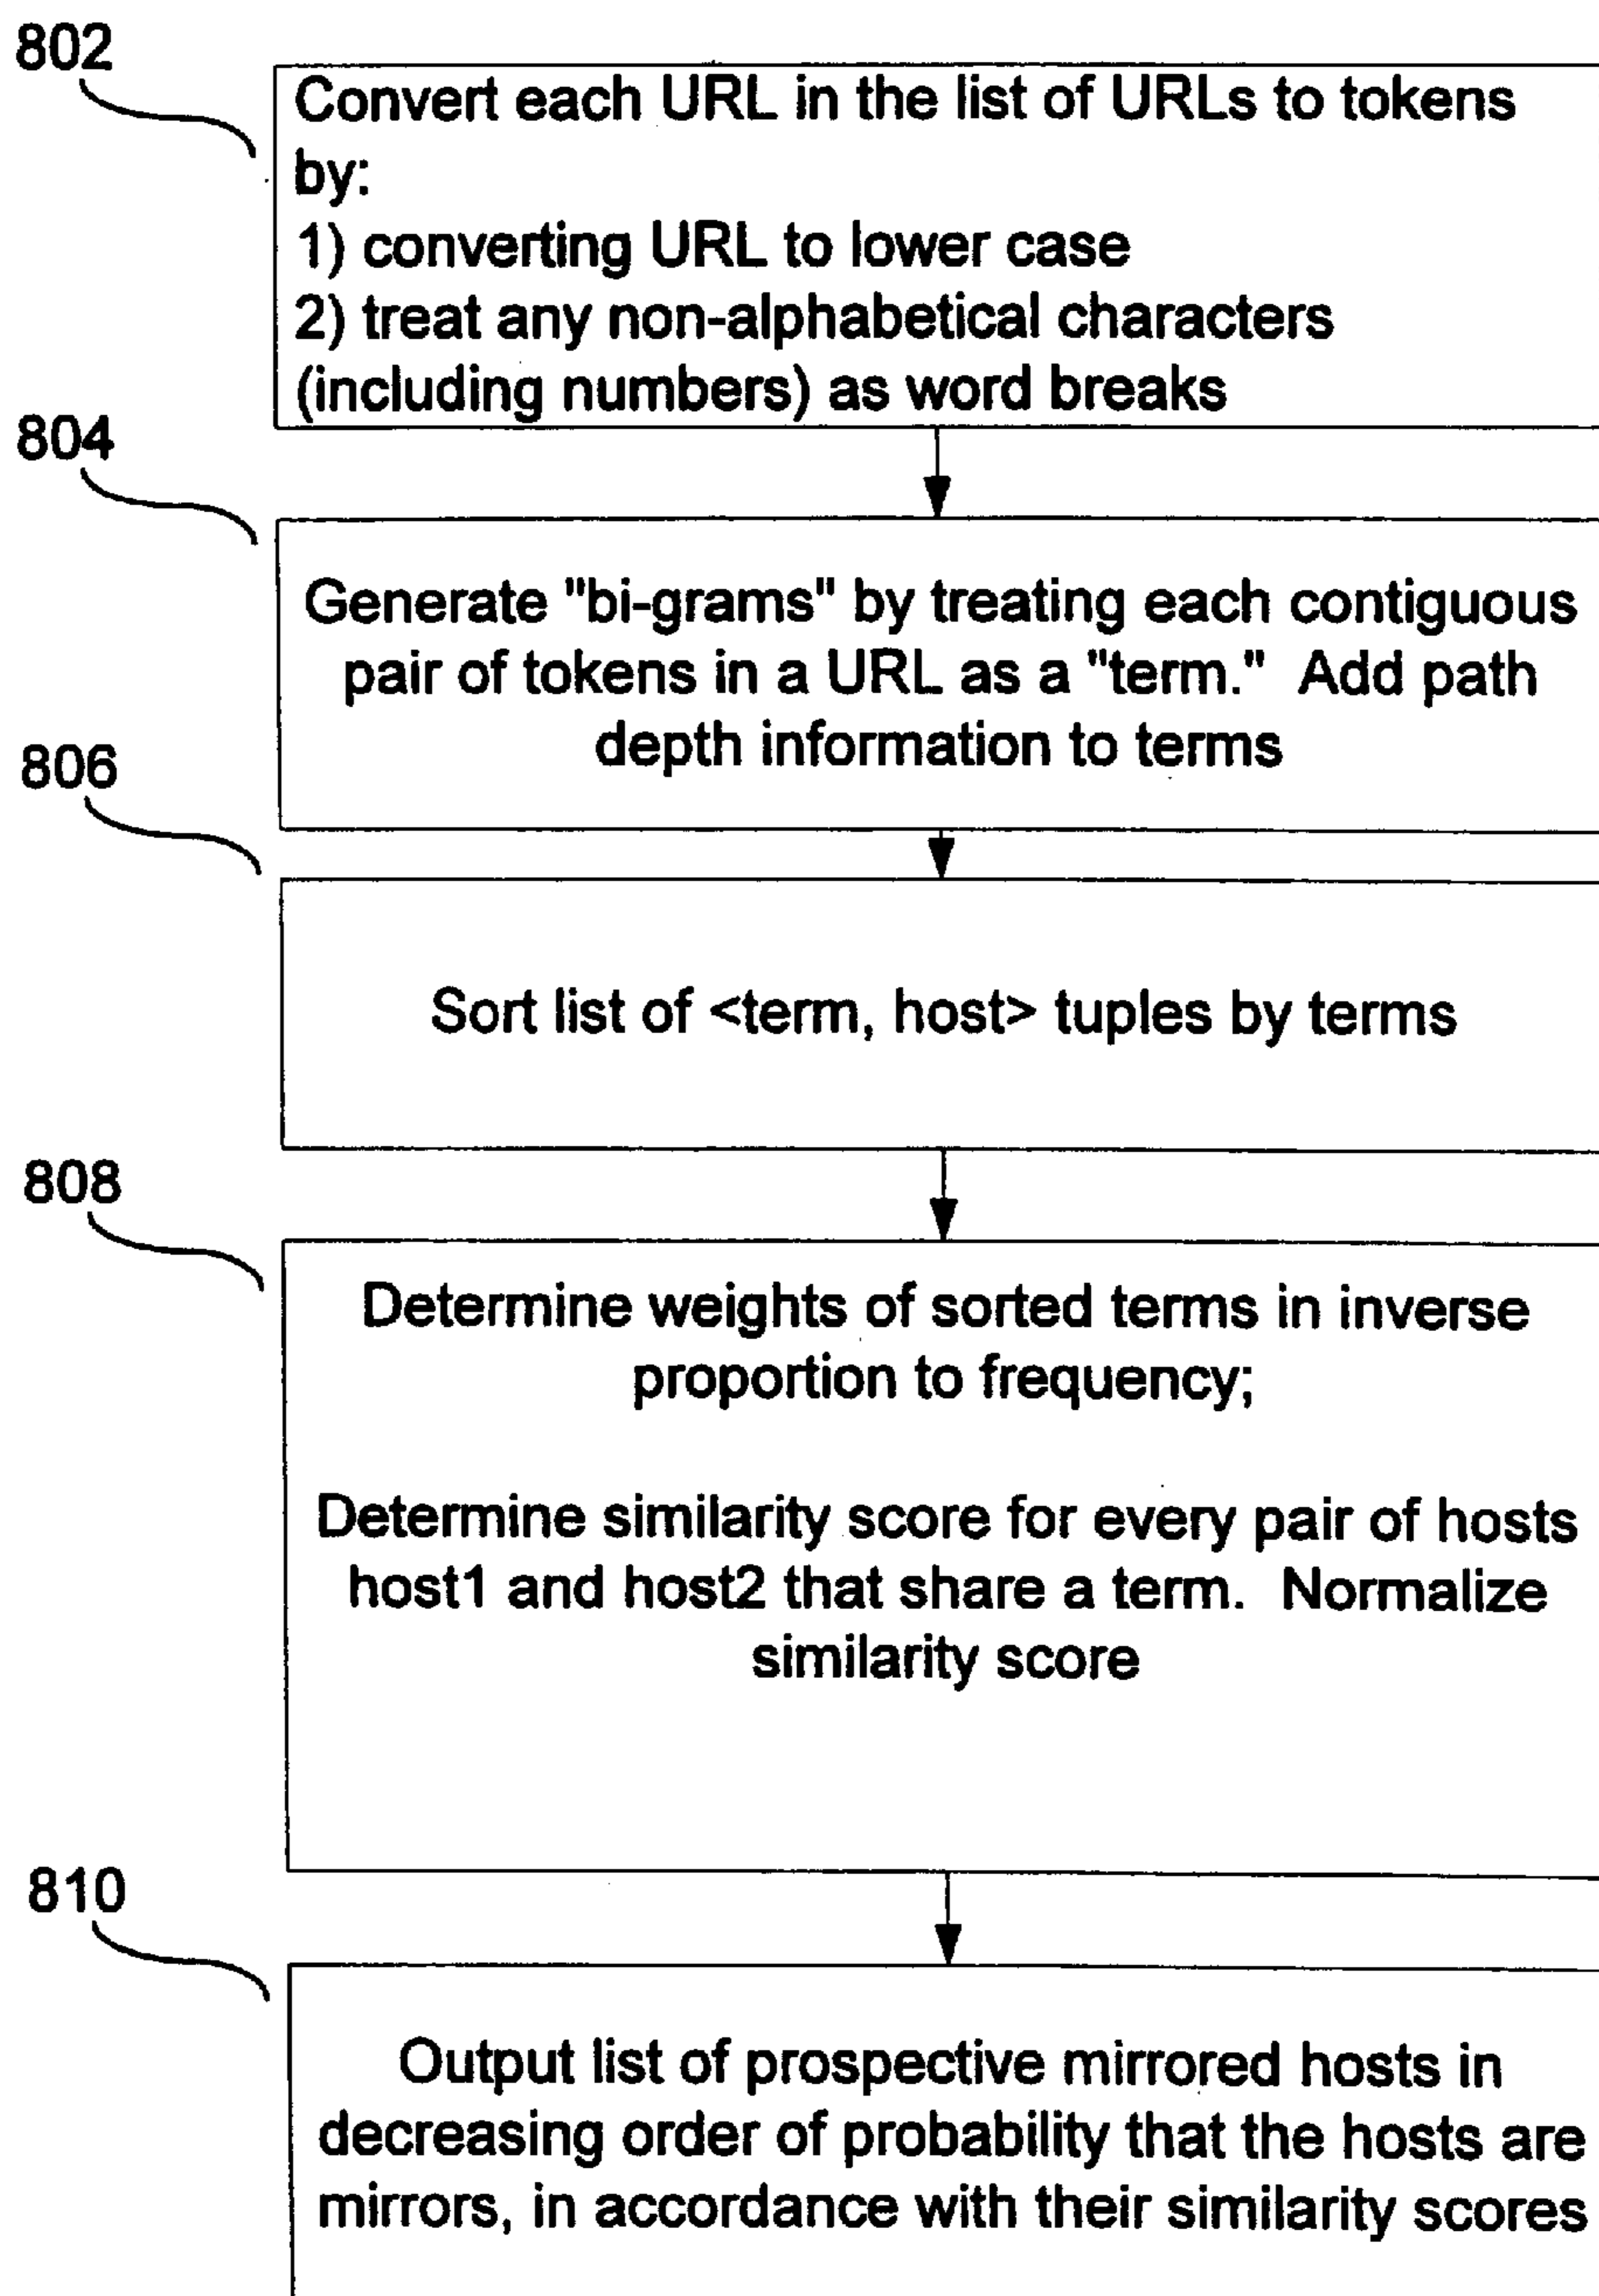 802
Convert each URL in the list of URLs to tokens
by:
1) converting URL to lower case
2) treat any non-alphabetical characters
(including numbers) as word breaks
804
Generate "bi-grams" by treating each contiguous
pair of tokens in a URL as a "term." Add path
depth information to terms
806
Sort list of <term, host> tuples by terms
808
Determine weights of sorted terms in inverse
proportion to frequency;
Determine similarity score for every pair of hosts
host1 and host2 that share a term. Normalize
similarity score
810
Output list of prospective mirrored hosts in
decreasing order of probability that the hosts are
mirrors, in accordance with their similarity scores